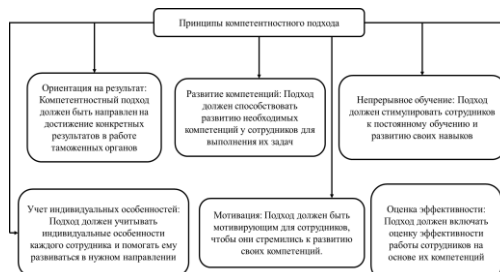 Принципы компетентностного подхода
Ориентация на результат:
Компетентностный подход
должен быть направлен на
достижение конкретных
результатов в работе
таможенных органов
Развитие компетенций: Подход
должен способствовать
развитию необходимых
компетенций у сотрудников для
выполнения их задач
Непрерывное обучение: Подход
должен стимулировать сотрудников
к постоянному обучению и
развитию своих навыков
Учет индивидуальных особенностей:
Подход должен учитывать
индивидуальные особенности
каждого сотрудника и помогать ему
развиваться в нужном направлении
Мотивация: Подход должен быть
мотивирующим для сотрудников,
чтобы они стремились к развитию
своих компетенций.
Оценка эффективности:
Подход должен включать
оценку эффективности
работы сотрудников на
основе их компетенций